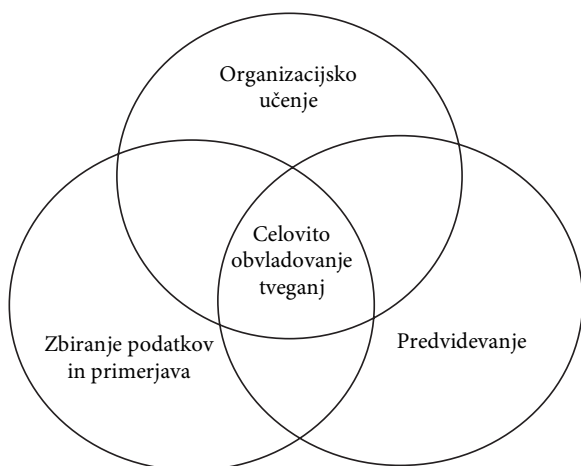 Organizacijsko
učenje
Celovito
obvladovanje
tveganj
Zbiranje podatkov
in primerjava
Predvidevanje